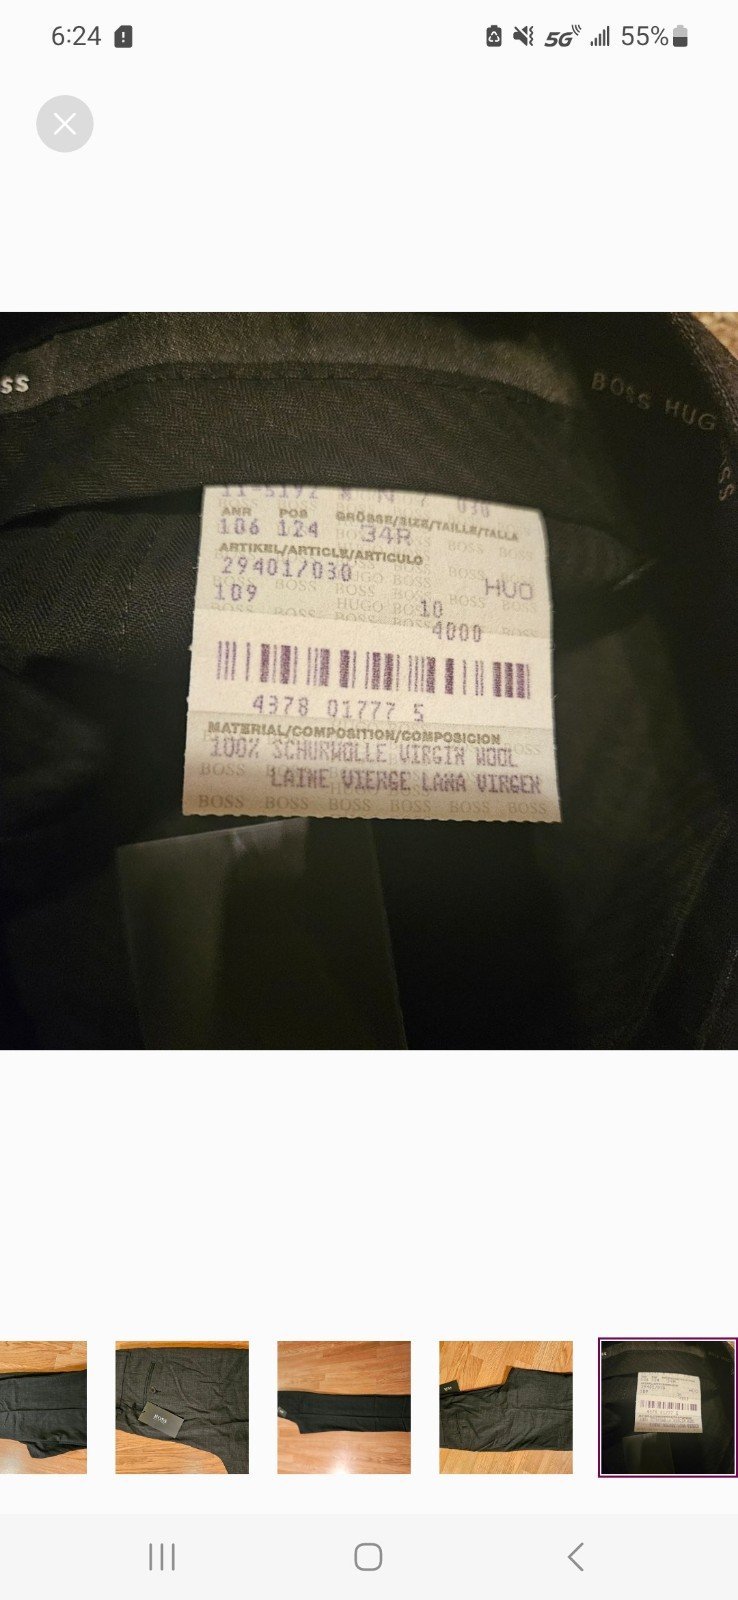 6:24 5G 55%
SS
BOSS HUG
SS
ANR POS GRÖSSE/SIZE/TAILLE/TALLA
106 124 34R
ARTIKEL/ARTICLE/ARTICULO
29401/030 HUO
109 10
4000
4378 01777 5
MATERIAL/COMPOSITION/COMPOSICION
100% SCHURWOLLE VIRGIN WOOL
LAINE VIERGE LANA VIRGEN
BOSS BOSS BOSS BOSS BOSS BOSS
BOSS